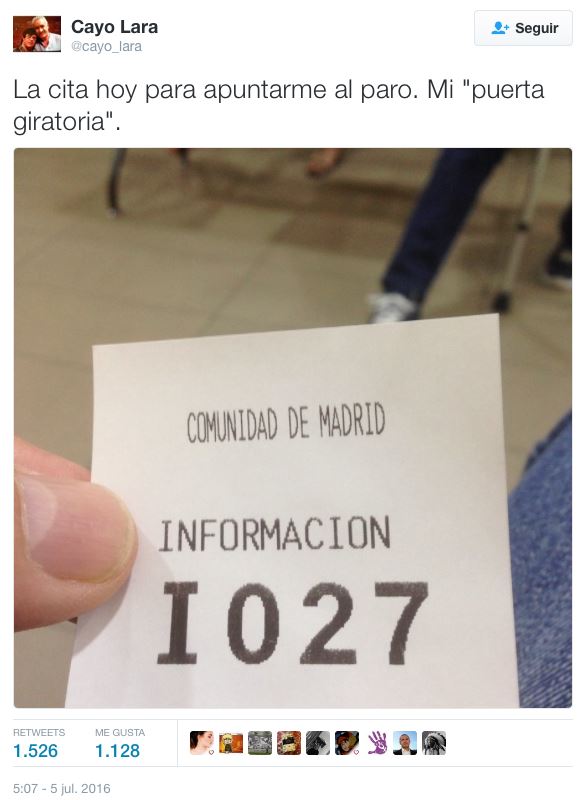 Cayo Lara
@cayo_lara
Seguir
La cita hoy para apuntarme al paro. Mi "puerta
giratoria".
COMUNIDAD DE MADRID
INFORMACION
I027
RETWEETS
ME GUSTA
1.526
1.128
5:07 - 5 jul. 2016